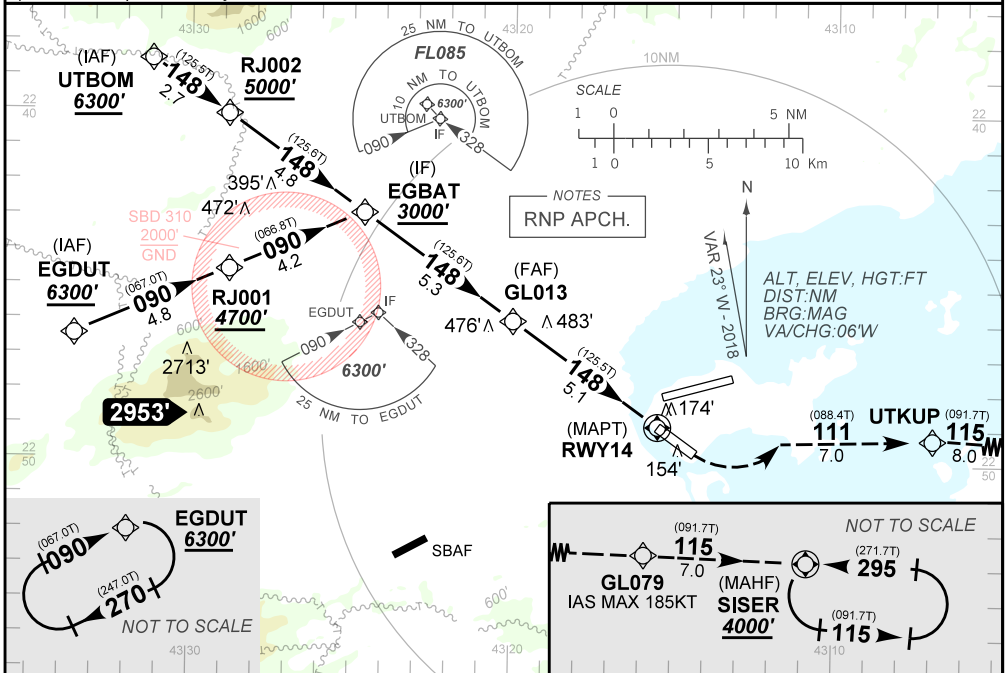 43:30
43:20
43:10
1600'
600'
25 NM TO UTBOM
FL085
10 NM TO UTBOM
6300'
UTBOM
IF
090
328
(IAF)
UTBOM
6300'
(125.5T)
148
2.7
RJ002
5000'
22
40
22
40
10NM
SCALE
1 0 5 NM
1 0 5 10 Km
(125.6T)
148
4.8
395'
472'
(IF)
EGBAT
3000'
NOTES
RNP APCH.
N
VAR 23° W - 2018
ALT, ELEV, HGT:FT
DIST:NM
BRG:MAG
VA/CHG:06'W
SBD 310
2000'
GND
(066.8T)
090
4.2
(IAF)
EGDUT
6300'
(067.0T)
090
4.8
RJ001
4700'
(125.6T)
148
5.3
(FAF)
GL013
476'
483'
EGDUT
IF
090
328
6300'
25 NM TO EGDUT
600'
2713'
1600'
2600'
2953'
(125.5T)
148
5.1
174'
(MAPT)
RWY14
154'
(088.4T)
111
7.0
UTKUP
(091.7T)
115
8.0
22
50
22
50
EGDUT
6300'
(067.0T)
090
(247.0T)
270
NOT TO SCALE
SBAF
600'
NOT TO SCALE
(091.7T)
115
7.0
GL079
IAS MAX 185KT
(MAHF)
SISER
4000'
(271.7T)
295
(091.7T)
115
43:30
43:20
43:10